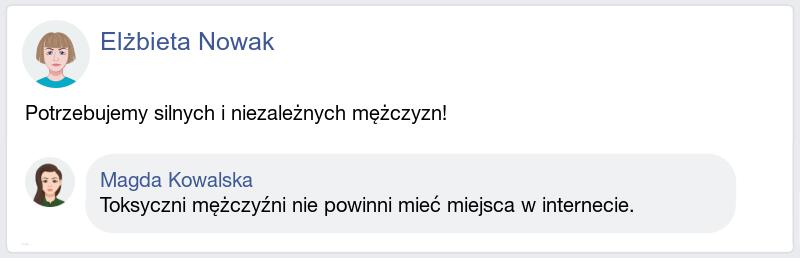 Elżbieta Nowak
Potrzebujemy silnych i niezależnych mężczyzn!
Magda Kowalska
Toksyczni mężczyźni nie powinni mieć miejsca w internecie.